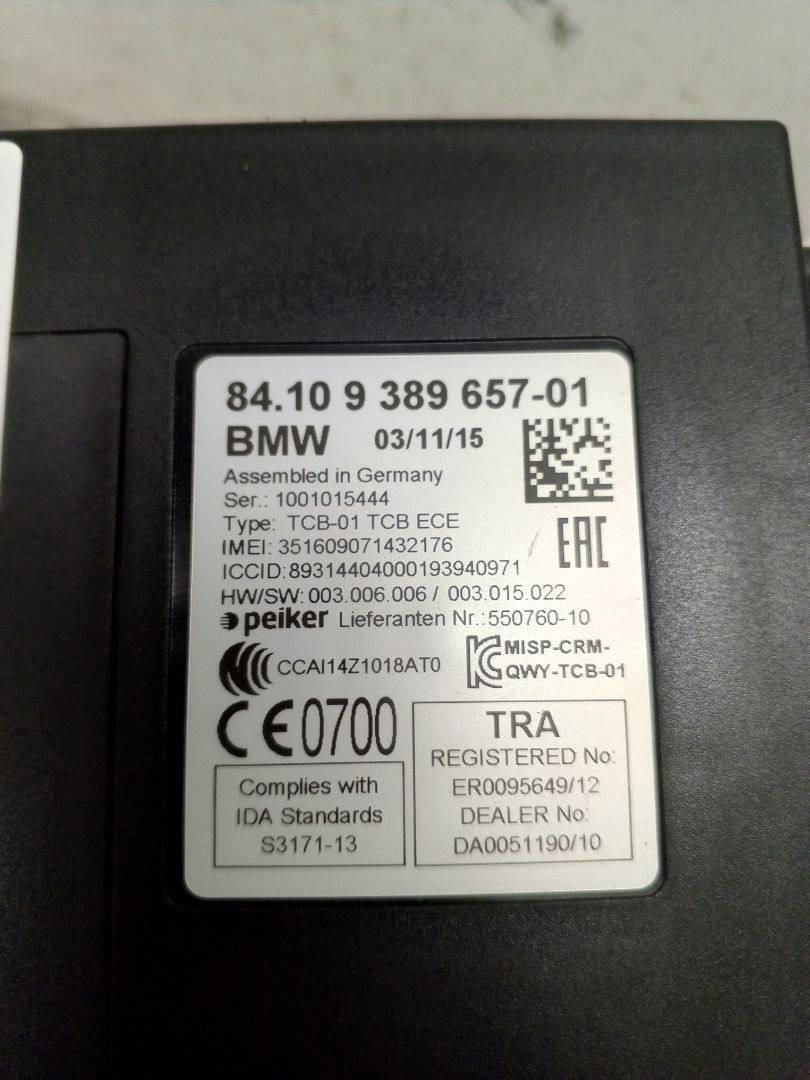 84.10 9 389 657-01
BMW 03/11/15
Assembled in Germany
Ser.: 1001015444
Type: TCB-01 TCB ECE
IMEI: 351609071432176
EAC
ICCID:89314404000193940971
HW/SW: 003.006.006 / 003.015.022
peiker Lieferanten Nr.:550760-10
CCAI14Z1018AT0
MISP-CRM-
QWY-TCB-01
CE0700
Complies with
IDA Standards
S3171-13
TRA
REGISTERED No:
ER0095649/12
DEALER No:
DA0051190/10